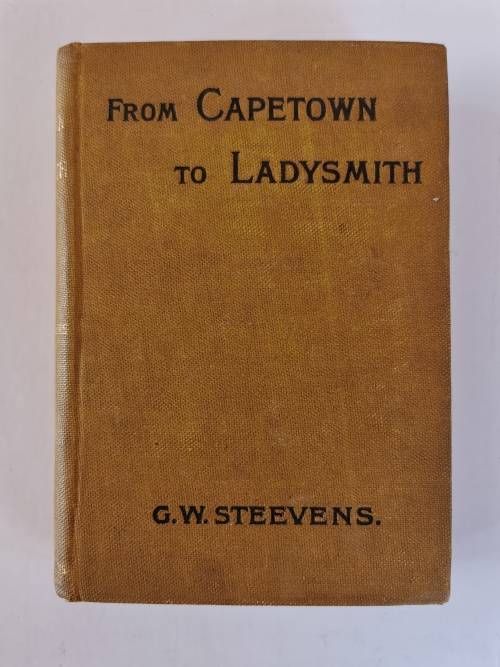 From Capetown
to Ladysmith
G.W. Steevens.